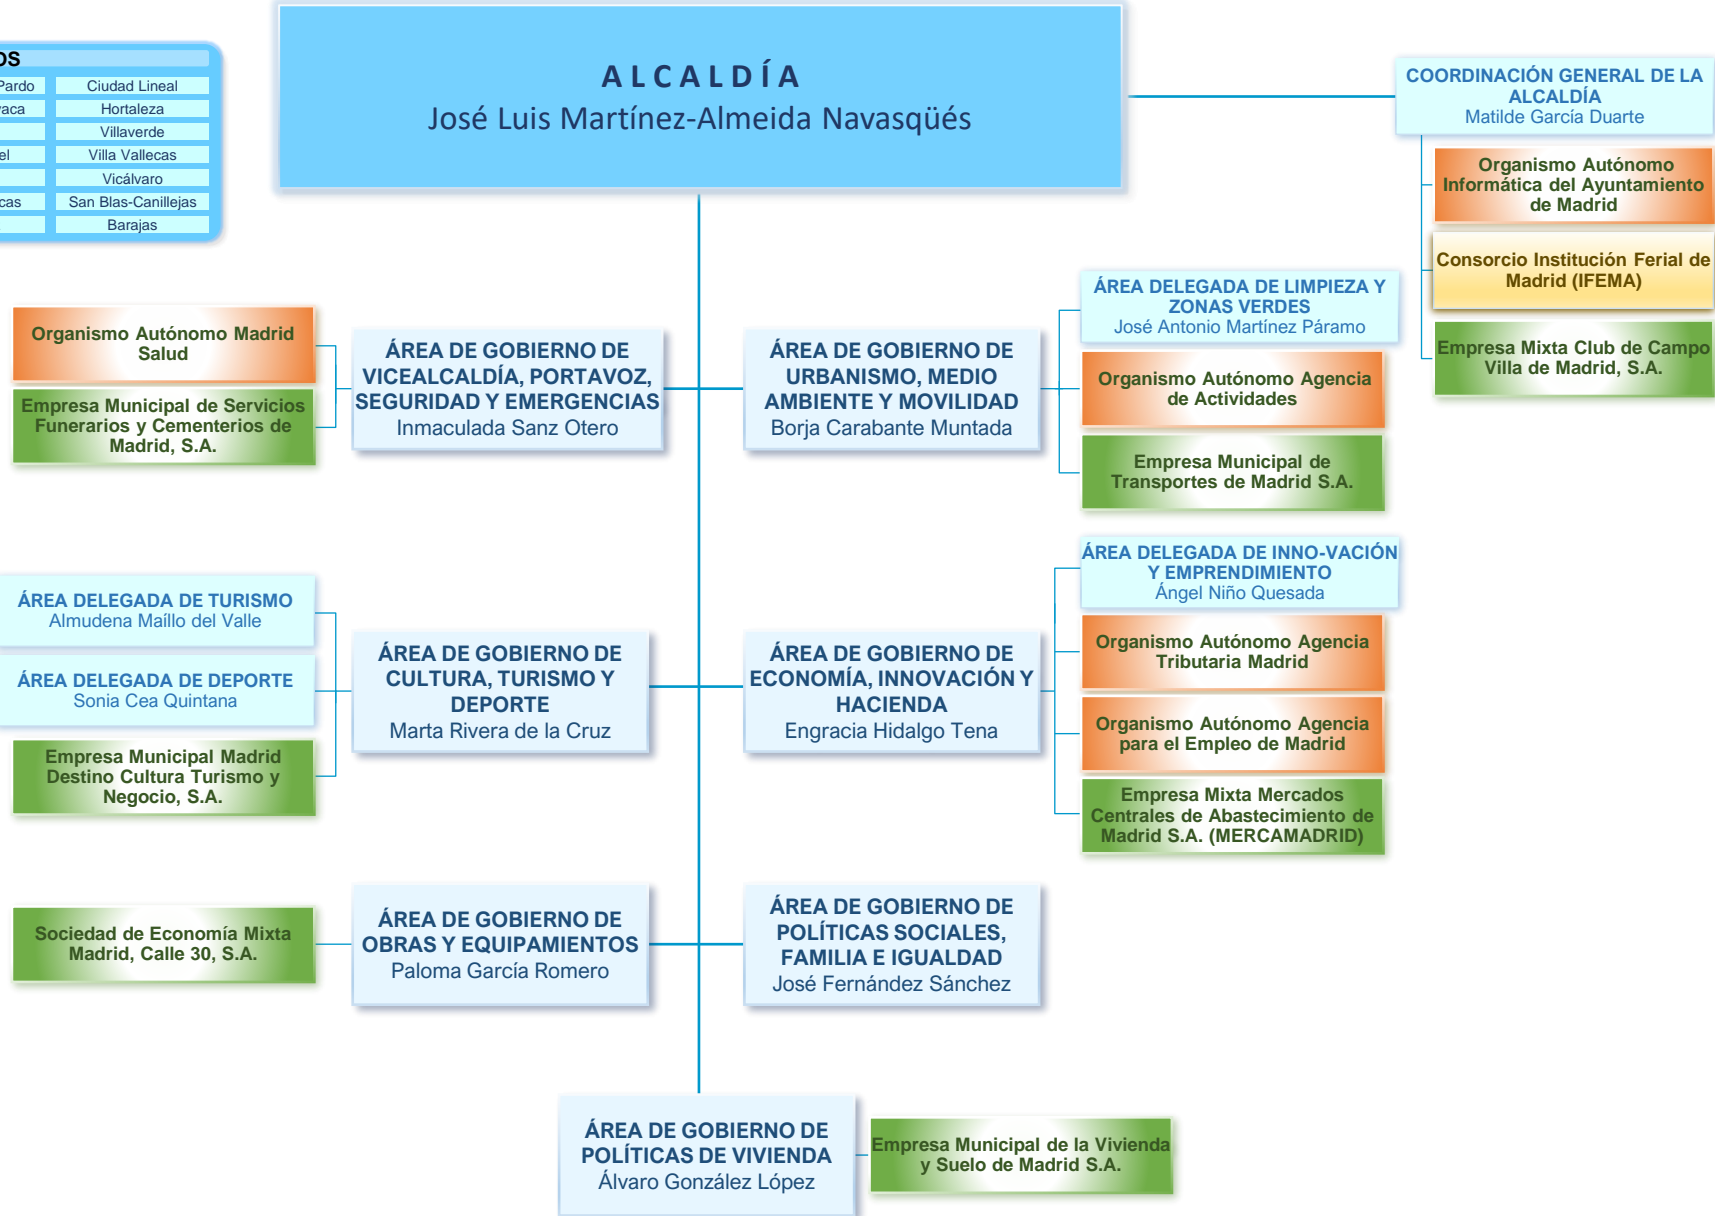 ALCALDÍA
José Luis Martínez-Almeida Navasqüés
OS
Pardo
Ciudad Lineal
Hortaleza
Villaverde
Villa Vallecas
Vicálvaro
San Blas-Canillejas
Barajas
COORDINACIÓN GENERAL DE LA
ALCALDÍA
Matilde García Duarte
Organismo Autónomo
Informática del Ayuntamiento
de Madrid
Consorcio Institución Ferial de
Madrid (IFEMA)
Empresa Mixta Club de Campo
Villa de Madrid, S.A.
Organismo Autónomo Madrid
Salud
Empresa Municipal de Servicios
Funerarios y Cementerios de
Madrid, S.A.
ÁREA DE GOBIERNO DE
VICEALCALDÍA, PORTAVOZ,
SEGURIDAD Y EMERGENCIAS
Inmaculada Sanz Otero
ÁREA DE GOBIERNO DE
URBANISMO, MEDIO
AMBIENTE Y MOVILIDAD
Borja Carabante Muntada
ÁREA DELEGADA DE LIMPIEZA Y
ZONAS VERDES
José Antonio Martínez Páramo
Organismo Autónomo Agencia
de Actividades
Empresa Municipal de
Transportes de Madrid S.A.
ÁREA DELEGADA DE TURISMO
Almudena Maíllo del Valle
ÁREA DELEGADA DE DEPORTE
Sonia Cea Quintana
Empresa Municipal Madrid
Destino Cultura Turismo y
Negocio, S.A.
ÁREA DE GOBIERNO DE
CULTURA, TURISMO Y
DEPORTE
Marta Rivera de la Cruz
ÁREA DE GOBIERNO DE
ECONOMÍA, INNOVACIÓN Y
HACIENDA
Engracia Hidalgo Tena
ÁREA DELEGADA DE INNO-VACIÓN
Y EMPRENDIMIENTO
Ángel Niño Quesada
Organismo Autónomo Agencia
Tributaria Madrid
Organismo Autónomo Agencia
para el Empleo de Madrid
Empresa Mixta Mercados
Centrales de Abastecimiento de
Madrid S.A. (MERCAMADRID)
Sociedad de Economía Mixta
Madrid, Calle 30, S.A.
ÁREA DE GOBIERNO DE
OBRAS Y EQUIPAMIENTOS
Paloma García Romero
ÁREA DE GOBIERNO DE
POLÍTICAS SOCIALES,
FAMILIA E IGUALDAD
José Fernández Sánchez
ÁREA DE GOBIERNO DE
POLÍTICAS DE VIVIENDA
Álvaro González López
Empresa Municipal de la Vivienda
y Suelo de Madrid S.A.